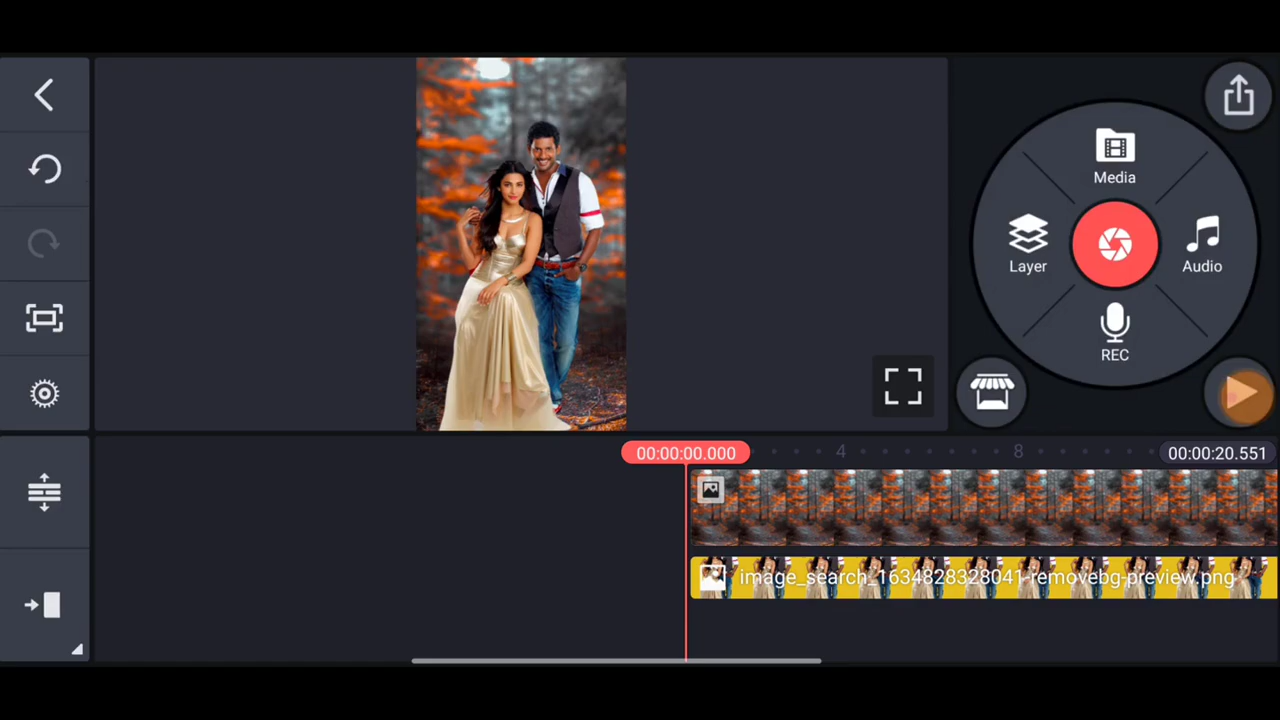 Media
Layer
Audio
REC
00:00:00.000
4
8
00:00:20.551
image_search_1634828328041-removebg-preview.png